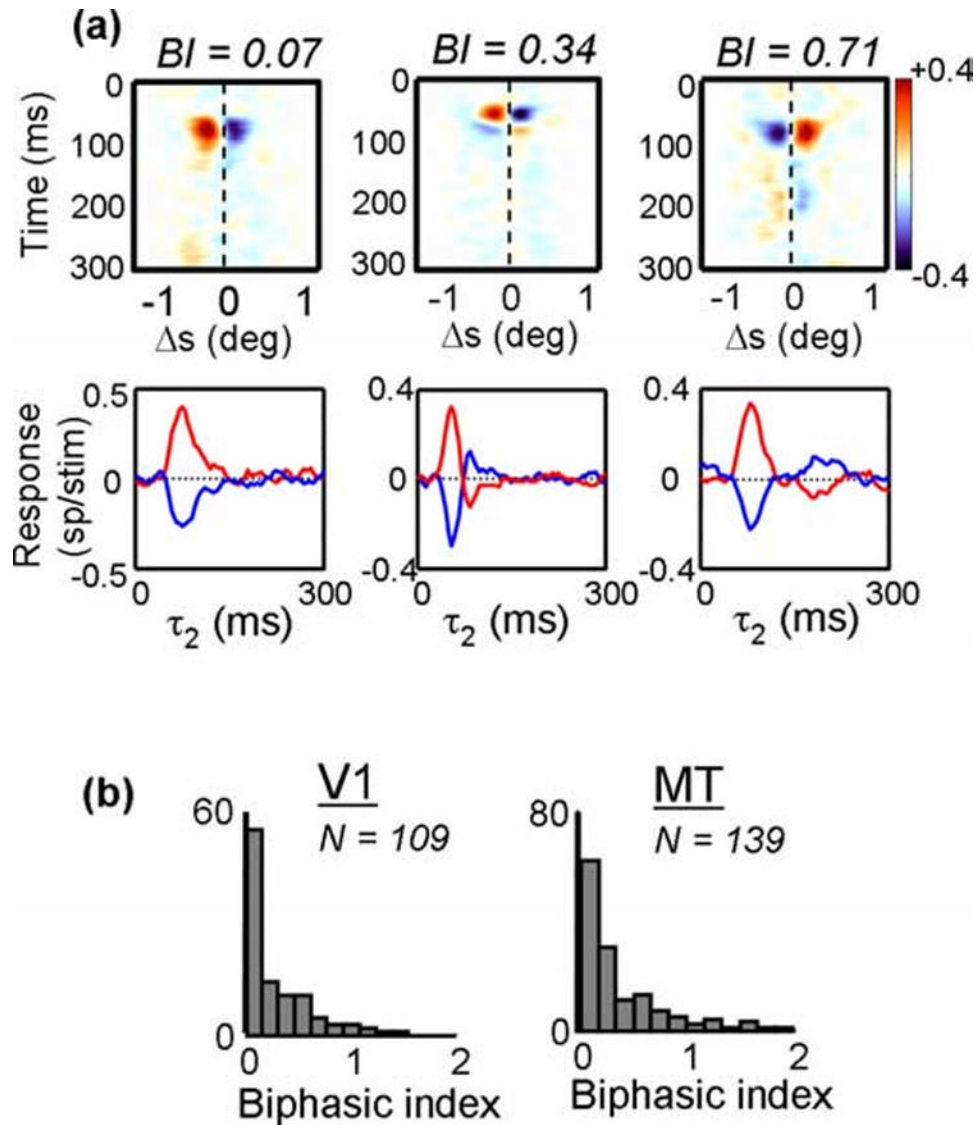 (a)
BI = 0.07
BI = 0.34
BI = 0.71
Time (ms)
0
100
200
300
-1 0 1
Δs (deg)
0
100
200
300
-1 0 1
Δs (deg)
0
100
200
300
-1 0 1
Δs (deg)
+0.4
-0.4
Response
(sp/stim)
0.5
0
-0.5
0 300
τ2 (ms)
0.4
0
-0.4
0 300
τ2 (ms)
0.4
0
-0.4
0 300
τ2 (ms)
(b)
V1
N = 109
60
0
0 1 2
Biphasic index
MT
N = 139
80
0
0 1 2
Biphasic index